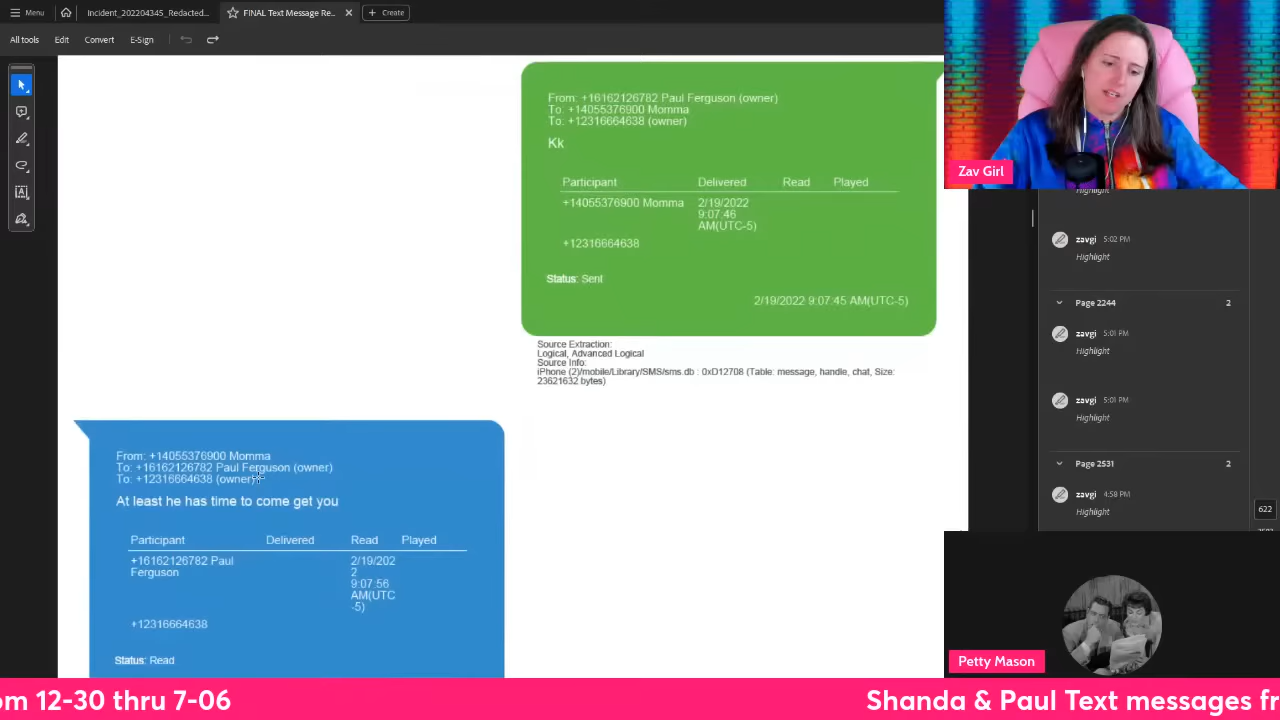 Menu
Incident_202204345_Redacted...
FINAL Text Message Re...
Create
All tools
Edit
Convert
E-Sign
From: +16162126782 Paul Ferguson (owner)
To: +14055376900 Momma
To: +12316664638 (owner)
Kk
Participant Delivered Read Played
+14055376900 Momma 2/19/2022
9:07:46
AM(UTC-5)
+12316664638
Status: Sent
2/19/2022 9:07:45 AM(UTC-5)
Source Extraction:
Logical, Advanced Logical
Source Info:
iPhone (2)/mobile/Library/SMS/sms.db : 0xD12708 (Table: message, handle, chat, Size:
23621632 bytes)
From: +14055376900 Momma
To: +16162126782 Paul Ferguson (owner)
To: +12316664638 (owner)
At least he has time to come get you
Participant Delivered Read Played
+16162126782 Paul 2/19/202
Ferguson 2
9:07:56
AM(UTC
-5)
+12316664638
Status: Read
Zav Girl
Highlight
zavgi 5:02 PM
Highlight
Page 2244 2
zavgi 5:01 PM
Highlight
zavgi 5:01 PM
Highlight
Page 2531 2
zavgi 4:58 PM
Highlight
622
Petty Mason
om 12-30 thru 7-06
Shanda & Paul Text messages fr